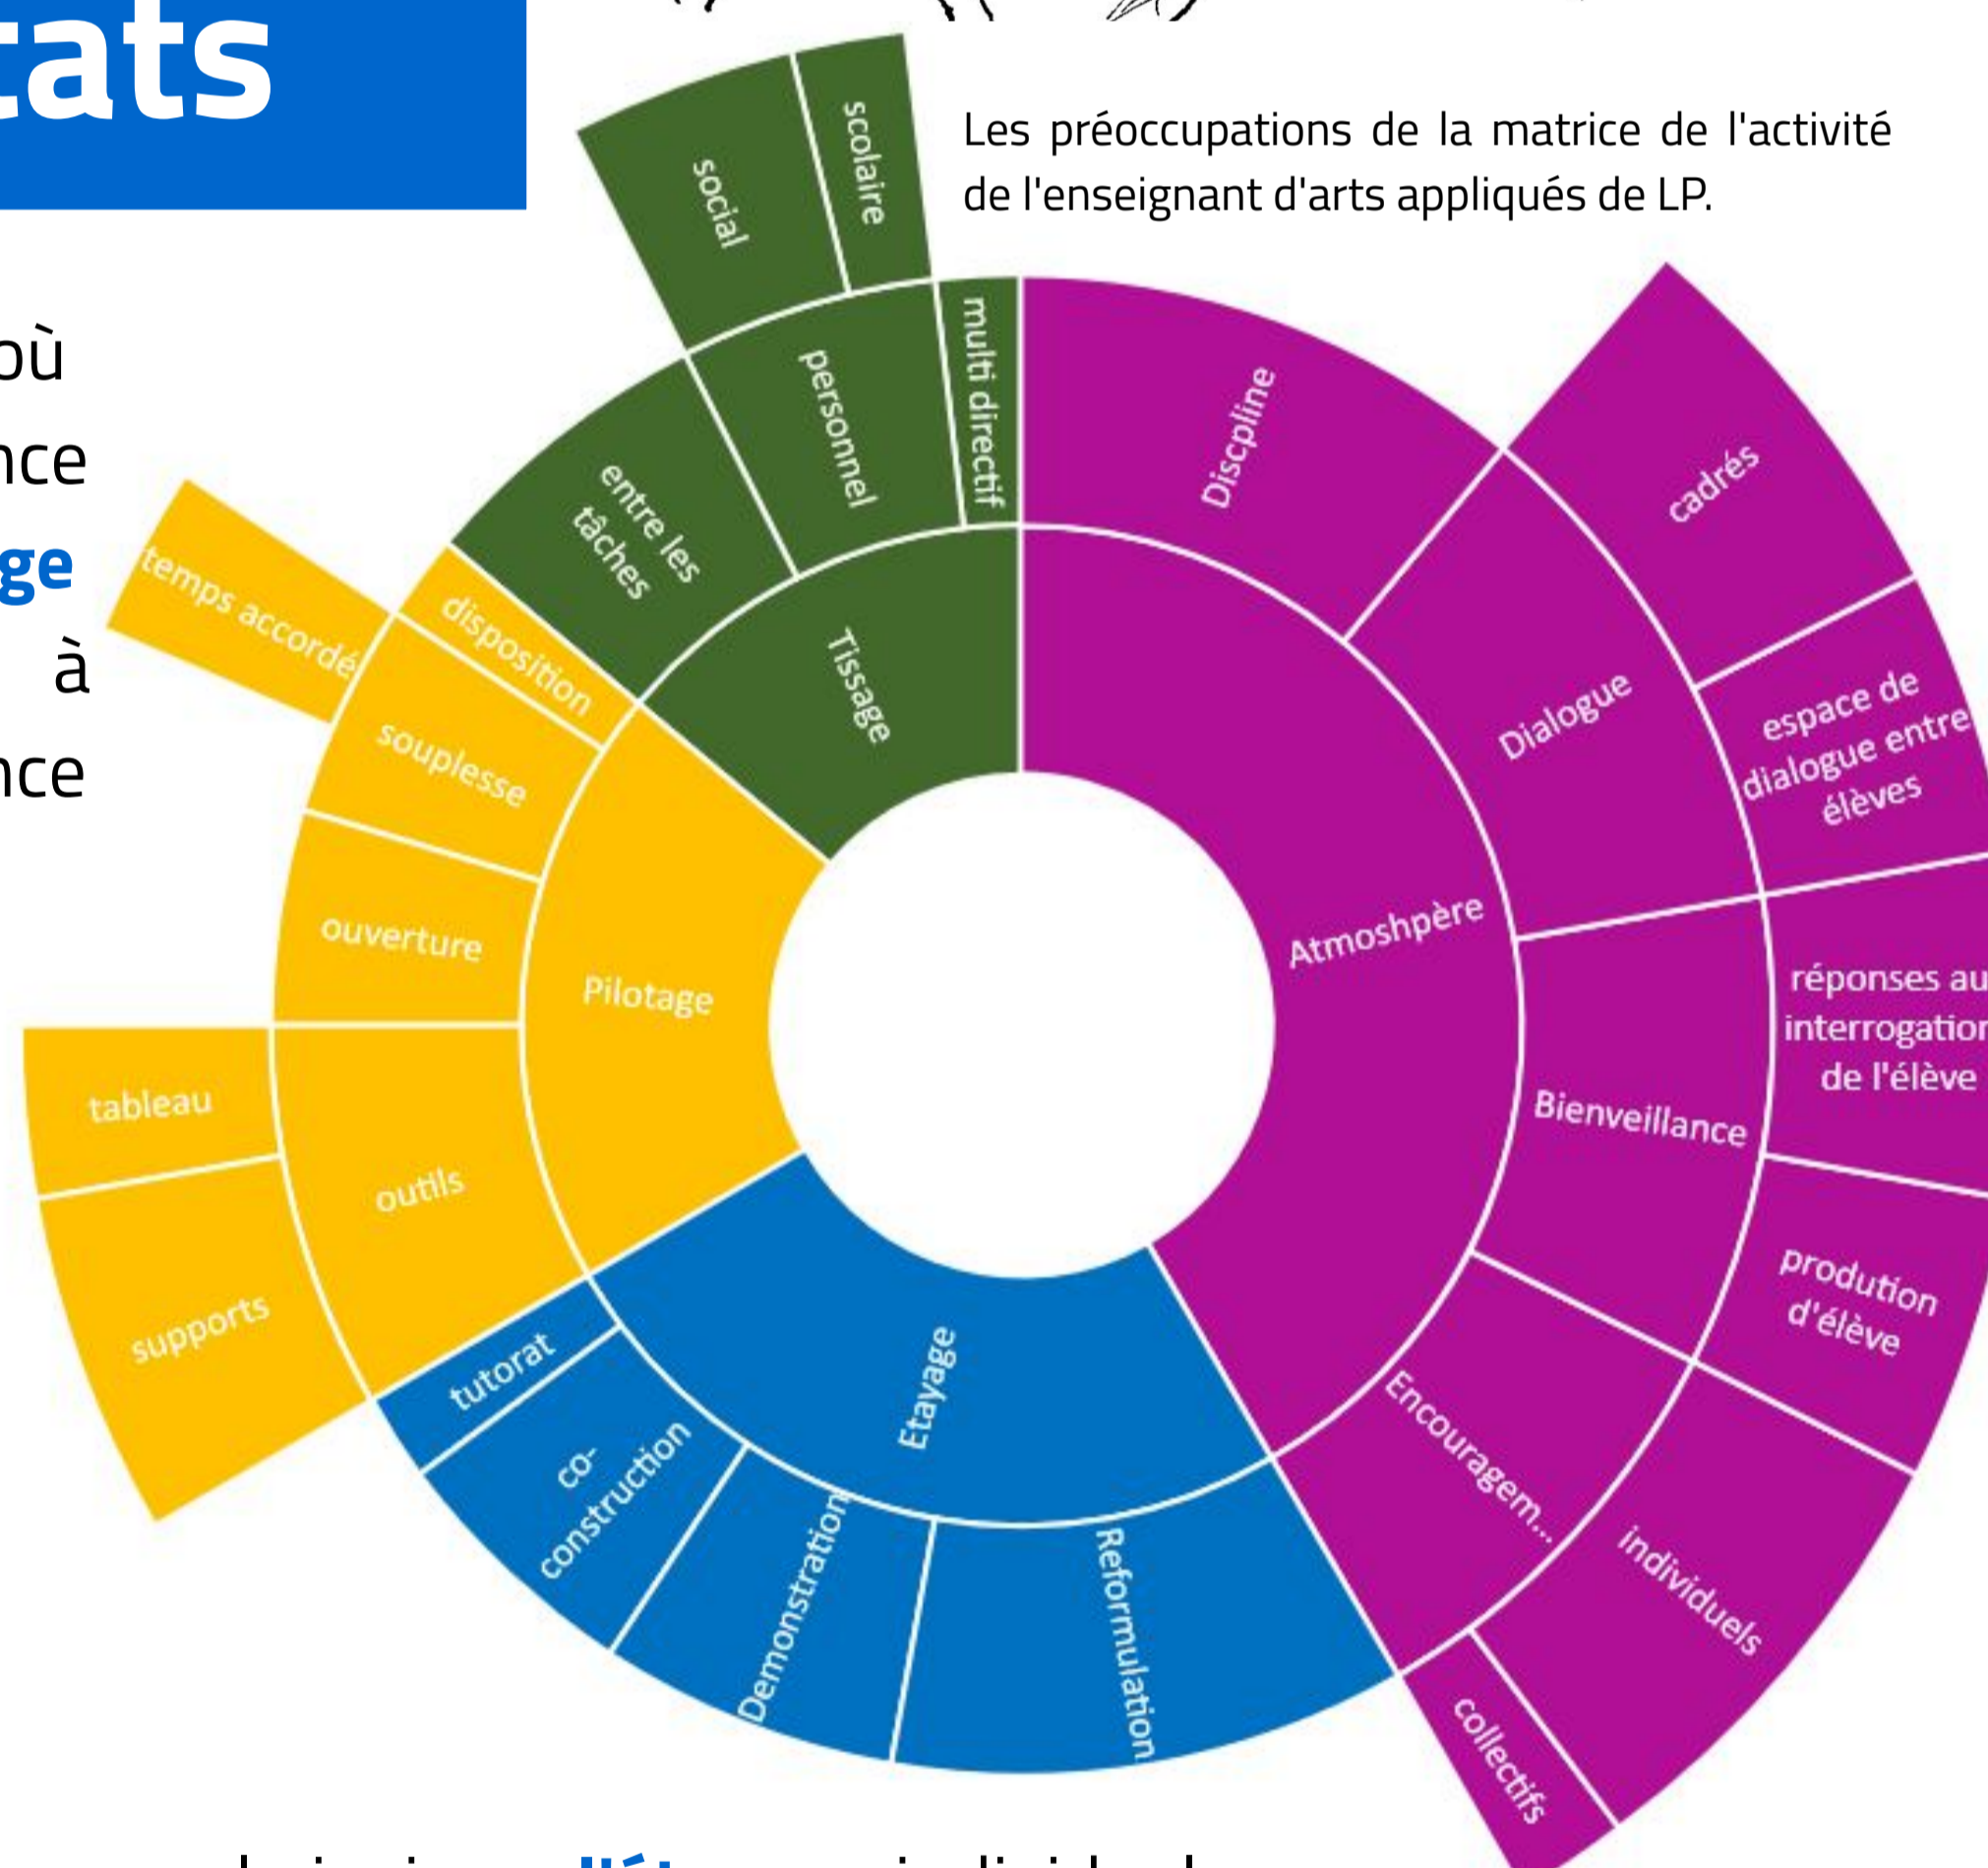 tats
Les préoccupations de la matrice de l'activité
de l'enseignant d'arts appliqués de LP.
où
nce
ge
à
nce
social
scolaire
personnel
multi directif
entre les
tâches
Tissage
Discpline
Dialogue
cadrés
espace de
dialogue entre
élèves
Atmoshpère
Bienveillance
réponses au
interrogation
de l'élève
prodution
d'élève
Encouragem...
individuels
collectifs
temps accordé
disposition
souplesse
ouverture
Pilotage
outils
tableau
supports
Etayage
tutorat
co-
construction
Demonstration
Reformulation